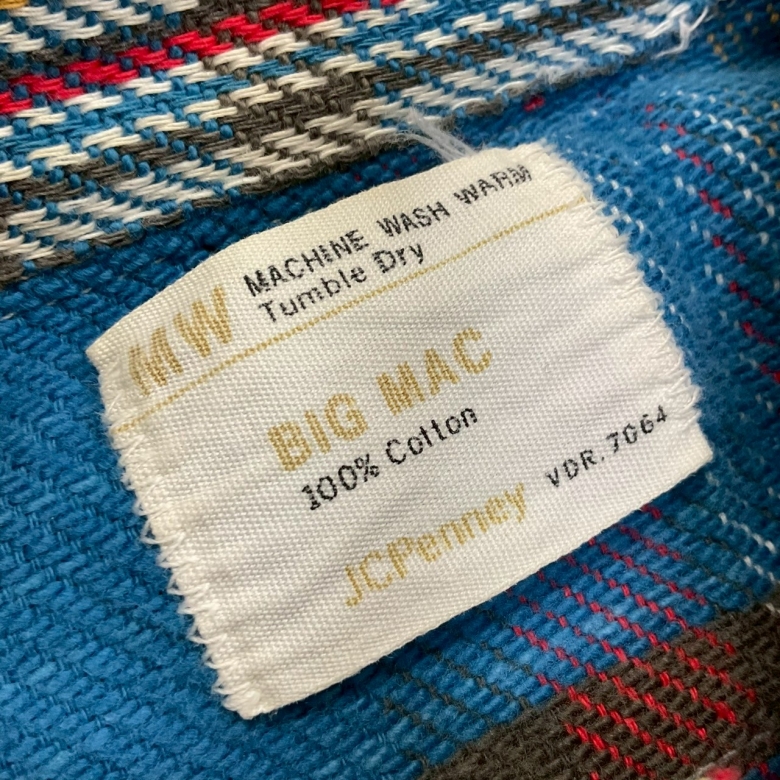 MW MACHINE WASH WARM
Tumble Dry
BIG MAC
100% Cotton
VDR. 7064
JCPenney